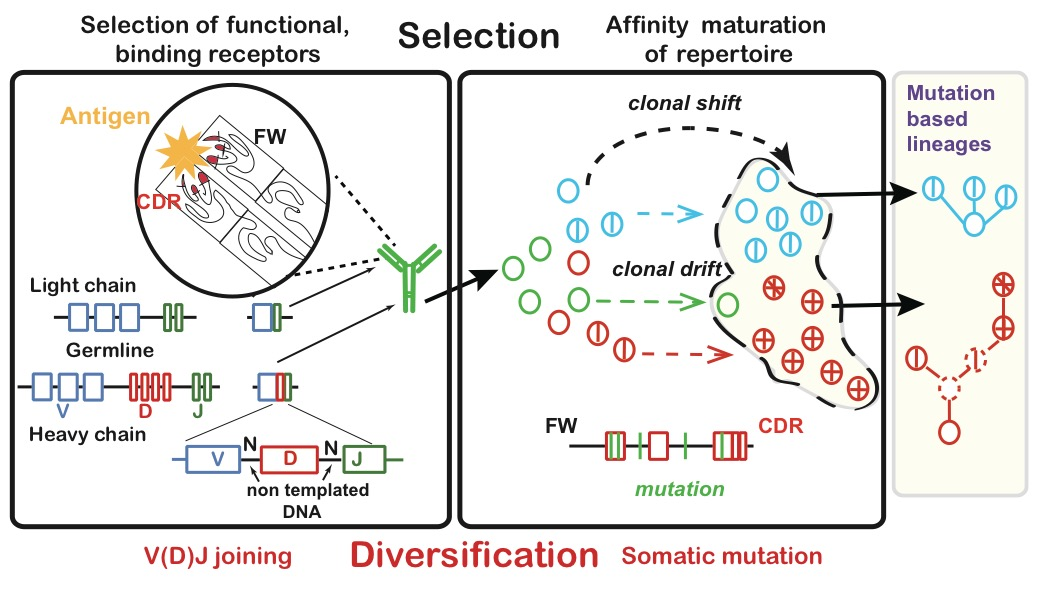 Selection of functional,
binding receptors
Selection
Affinity maturation
of repertoire
Antigen
FW
CDR
Light chain
Germline
V
D
J
Heavy chain
V
N
D
N
J
non templated
DNA
clonal shift
clonal drift
FW
CDR
mutation
Mutation
based
lineages
V(D)J joining
Diversification
Somatic mutation